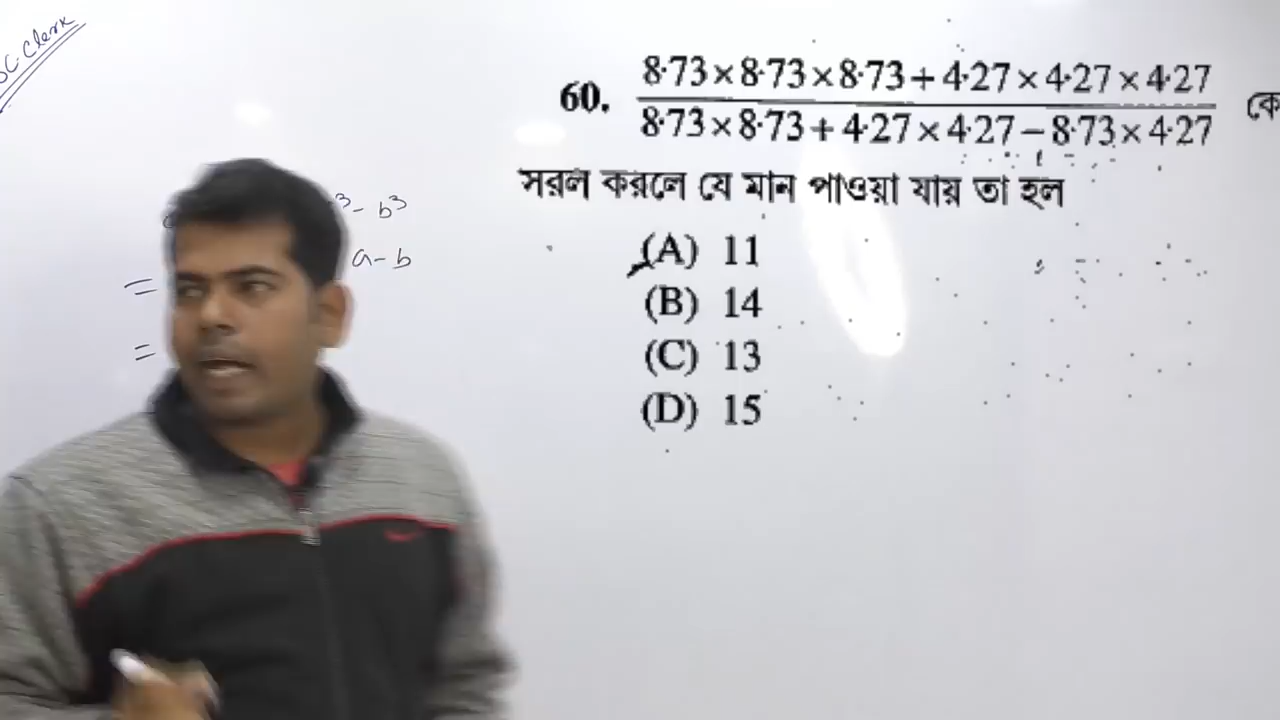 SC Clerk
60. 8·73×8·73×8·73+4·27×4·27×4·27
8·73×8·73+4·27×4·27−8·73×4·27
সরল করলে যে মান পাওয়া যায় তা হল
(A) 11
(B) 14
(C) 13
(D) 15
3 - b3
a - b
=
=